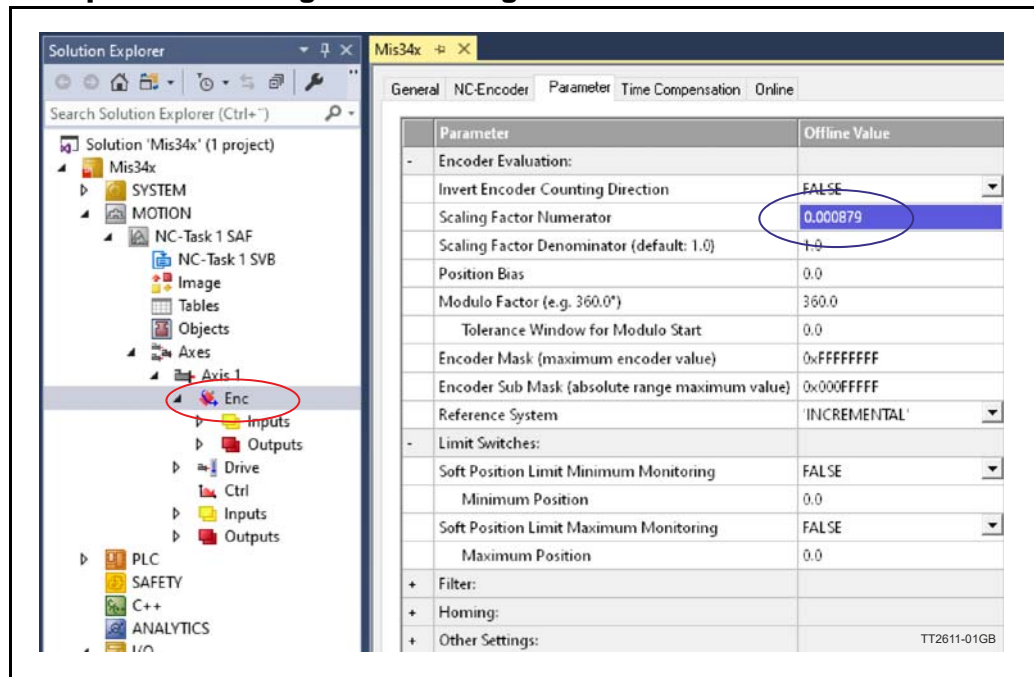 Solution Explorer
Search Solution Explorer (Ctrl+¨)
Solution 'Mis34x' (1 project)
Mis34x
SYSTEM
MOTION
NC-Task 1 SAF
NC-Task 1 SVB
Image
Tables
Objects
Axes
Axis 1
Enc
Inputs
Outputs
Drive
Ctrl
Inputs
Outputs
PLC
SAFETY
C++
ANALYTICS
I/O
Mis34x
General NC-Encoder Parameter Time Compensation Online
Parameter Offline Value
- Encoder Evaluation:
Invert Encoder Counting Direction FALSE
Scaling Factor Numerator 0.000879
Scaling Factor Denominator (default: 1.0) 1.0
Position Bias 0.0
Modulo Factor (e.g. 360.0°) 360.0
Tolerance Window for Modulo Start 0.0
Encoder Mask (maximum encoder value) 0xFFFFFFFF
Encoder Sub Mask (absolute range maximum value) 0x000FFFFF
Reference System 'INCREMENTAL'
- Limit Switches:
Soft Position Limit Minimum Monitoring FALSE
Minimum Position 0.0
Soft Position Limit Maximum Monitoring FALSE
Maximum Position 0.0
+ Filter:
+ Homing:
+ Other Settings:
TT2611-01GB